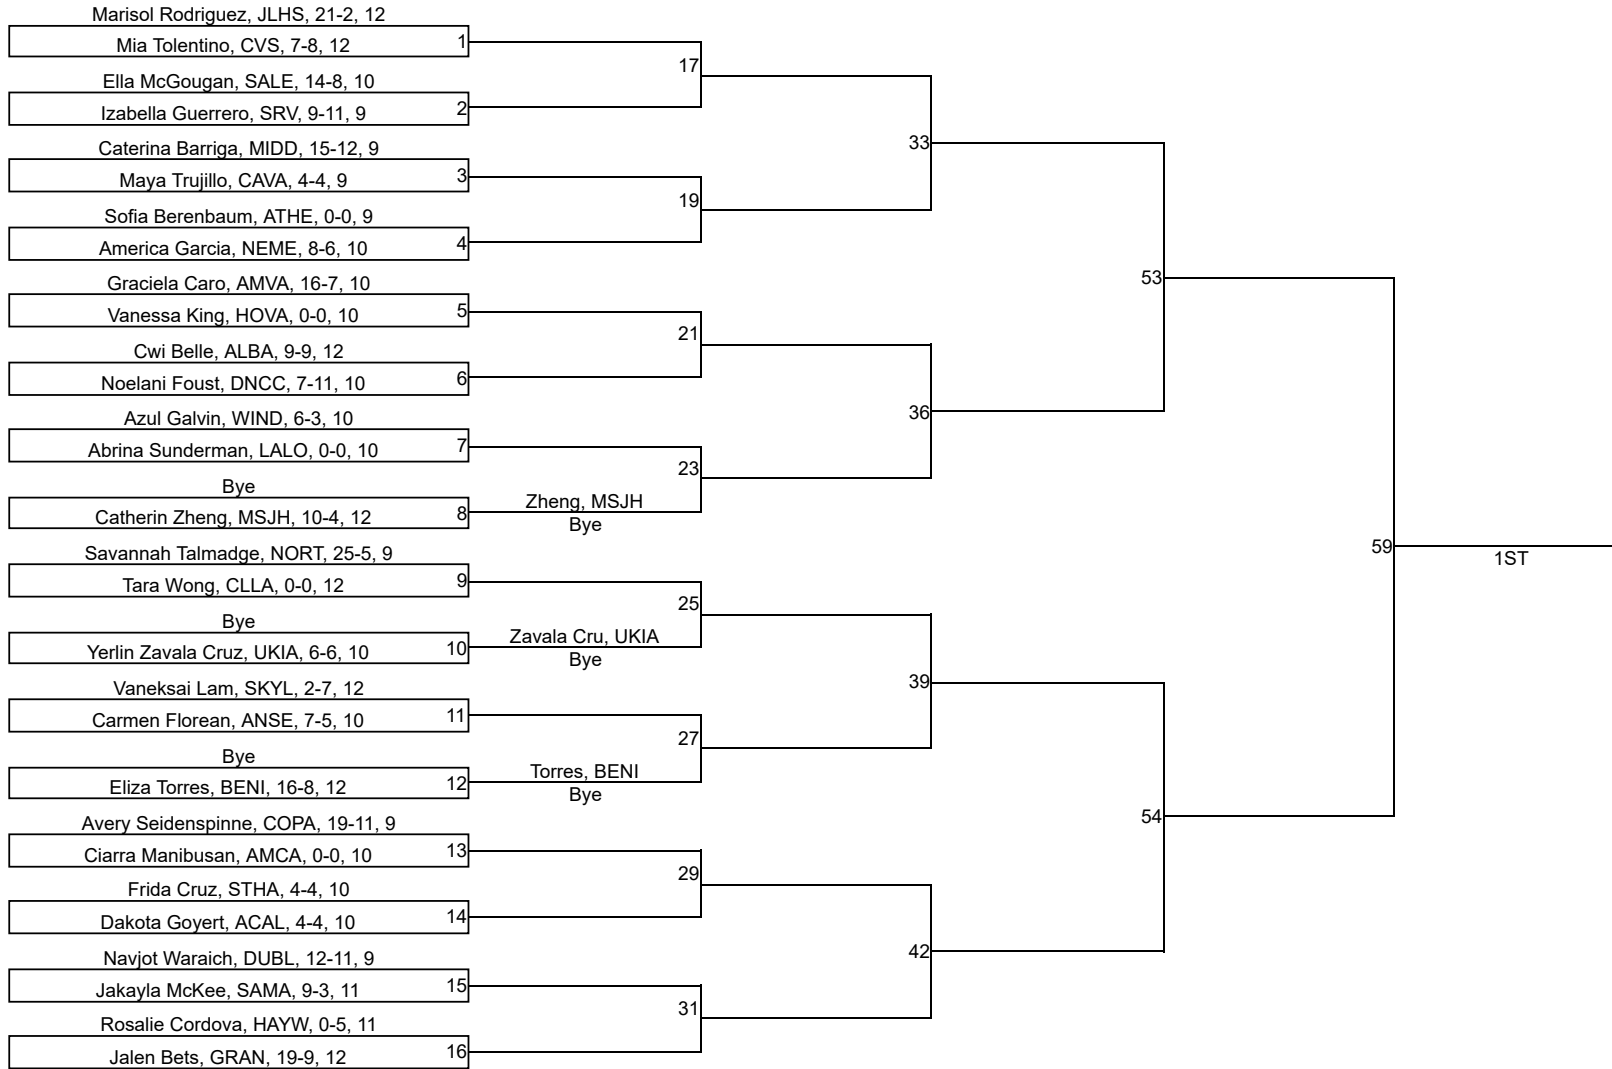 Marisol Rodriguez, JLHS, 21-2, 12
Mia Tolentino, CVS, 7-8, 12
1
17
Ella McGougan, SALE, 14-8, 10
Izabella Guerrero, SRV, 9-11, 9
2
33
Caterina Barriga, MIDD, 15-12, 9
Maya Trujillo, CAVA, 4-4, 9
3
19
Sofia Berenbaum, ATHE, 0-0, 9
America Garcia, NEME, 8-6, 10
4
53
Graciela Caro, AMVA, 16-7, 10
Vanessa King, HOVA, 0-0, 10
5
21
Cwi Belle, ALBA, 9-9, 12
Noelani Foust, DNCC, 7-11, 10
6
36
Azul Galvin, WIND, 6-3, 10
Abrina Sunderman, LALO, 0-0, 10
7
23
Bye
Catherin Zheng, MSJH, 10-4, 12
8
Zheng, MSJH
Bye
59
1ST
Savannah Talmadge, NORT, 25-5, 9
Tara Wong, CLLA, 0-0, 12
9
25
Bye
Yerlin Zavala Cruz, UKIA, 6-6, 10
10
Zavala Cru, UKIA
Bye
39
Vaneksai Lam, SKYL, 2-7, 12
Carmen Florean, ANSE, 7-5, 10
11
27
Bye
Eliza Torres, BENI, 16-8, 12
12
Torres, BENI
Bye
54
Avery Seidenspinne, COPA, 19-11, 9
Ciarra Manibusan, AMCA, 0-0, 10
13
29
Frida Cruz, STHA, 4-4, 10
Dakota Goyert, ACAL, 4-4, 10
14
42
Navjot Waraich, DUBL, 12-11, 9
Jakayla McKee, SAMA, 9-3, 11
15
31
Rosalie Cordova, HAYW, 0-5, 11
Jalen Bets, GRAN, 19-9, 12
16